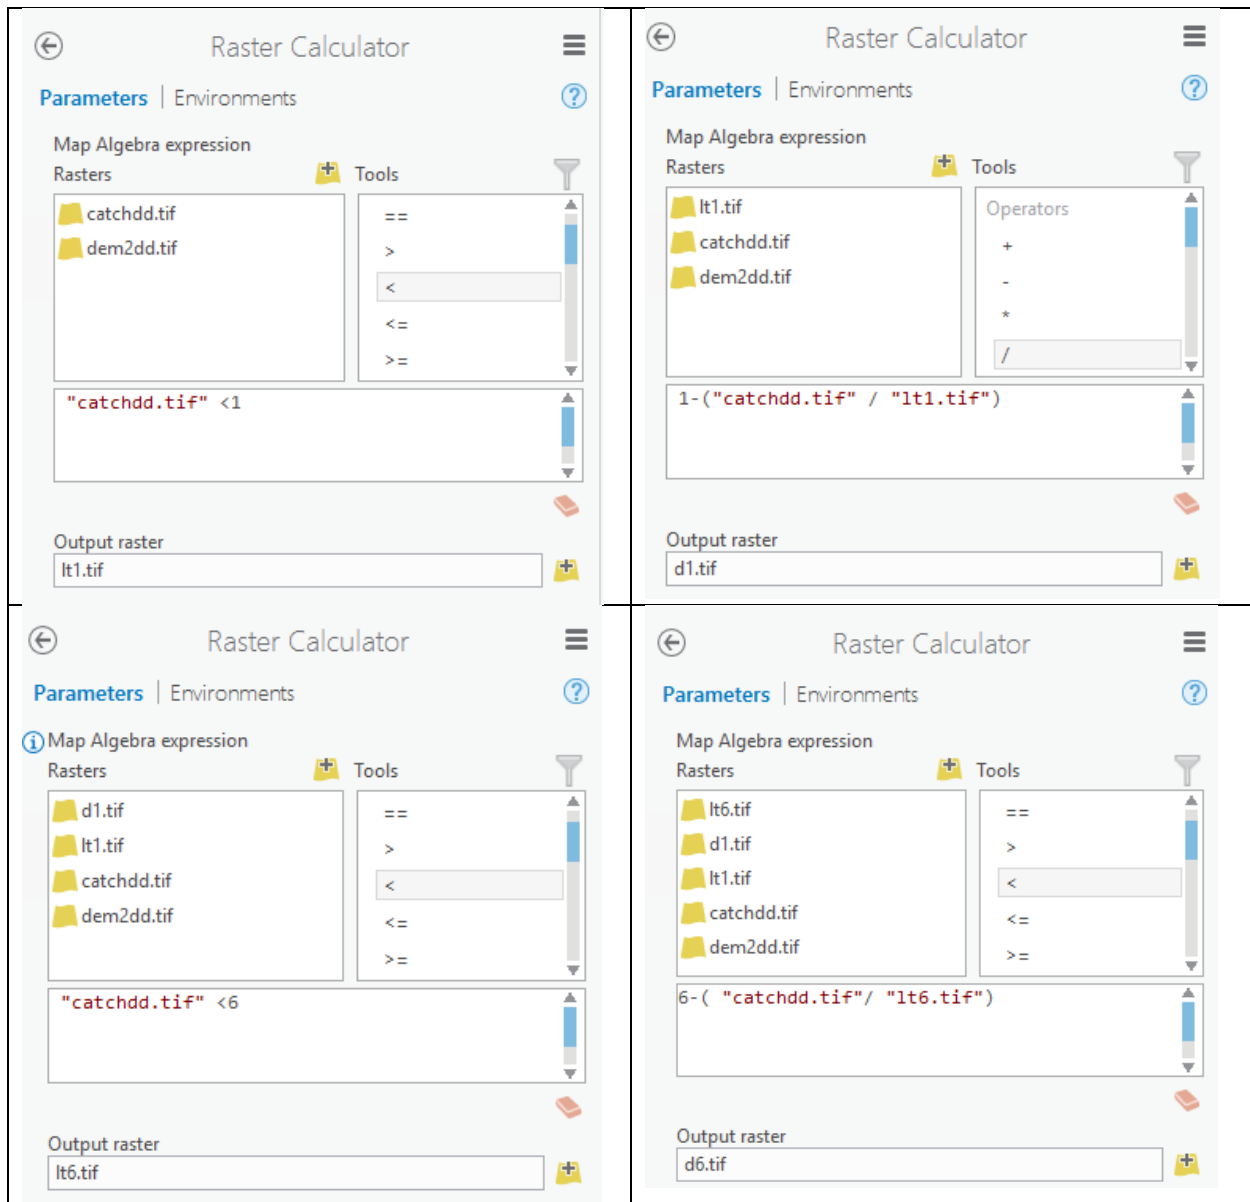 Raster Calculator
Parameters | Environments
Map Algebra expression
Rasters
Tools
catchdd.tif
dem2dd.tif
==
>
<
<=
>=
"catchdd.tif" <1
Output raster
lt1.tif
Raster Calculator
Parameters | Environments
Map Algebra expression
Rasters
Tools
lt1.tif
catchdd.tif
dem2dd.tif
Operators
+
-
*
/
1-("catchdd.tif" / "lt1.tif")
Output raster
d1.tif
Raster Calculator
Parameters | Environments
Map Algebra expression
Rasters
Tools
d1.tif
lt1.tif
catchdd.tif
dem2dd.tif
==
>
<
<=
>=
"catchdd.tif" <6
Output raster
lt6.tif
Raster Calculator
Parameters | Environments
Map Algebra expression
Rasters
Tools
lt6.tif
d1.tif
lt1.tif
catchdd.tif
dem2dd.tif
==
>
<
<=
>=
6-( "catchdd.tif"/ "lt6.tif")
Output raster
d6.tif